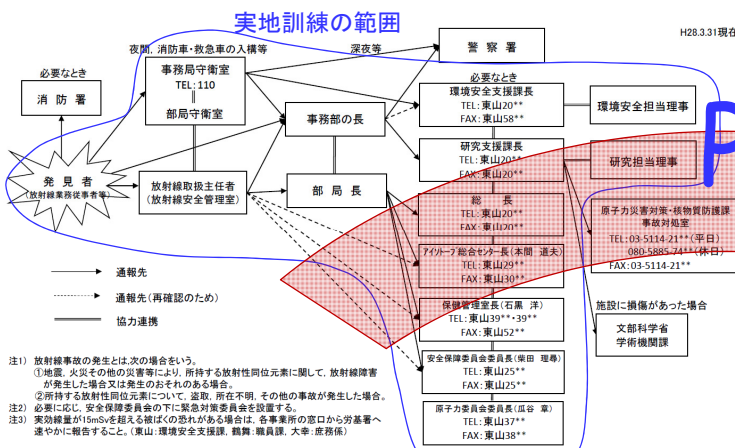 実地訓練の範囲
H28.3.31現在
夜間, 消防車・救急車の入構等
深夜等
必要なとき
消 防 署
事務局守衛室
TEL: 110
部局守衛室
警 察 署
必要なとき
環境安全支援課長
TEL: 東山20**
FAX: 東山58**
環境安全担当理事
事務部の長
発 見 者
(放射線業務従事者等)
放射線取扱主任者
(放射線安全管理室)
部 局 長
研究支援課長
TEL: 東山20**
FAX: 東山20**
研究担当理事
総 長
TEL: 東山20**
FAX: 東山20**
原子力災害対策・核物質防護課
事故対処室
TEL: 03-5114-21**(平日)
080-5885-74**(休日)
FAX: 03-5114-21**
アイソトープ総合センター長(本間 道夫)
TEL: 東山29**
FAX: 東山30**
通報先
通報先(再確認のため)
協力連携
保健管理室長(石黒 洋)
TEL: 東山39**・39**
FAX: 東山52**
施設に損傷があった場合
文部科学省
学術機関課
安全保障委員会委員長(柴田 理尋)
TEL: 東山25**
FAX: 東山25**
原子力委員会委員長(瓜谷 章)
TEL: 東山37**
FAX: 東山38**
注1) 放射線事故の発生とは, 次の場合をいう。
①地震, 火災その他の災害等により, 所持する放射性同位元素に関して, 放射線障害
が発生した場合又は発生のおそれのある場合。
②所持する放射性同位元素について, 盗取, 所在不明, その他の事故が発生した場合。
注2) 必要に応じ, 安全保障委員会の下に緊急対策委員会を設置する。
注3) 実効線量が15mSvを超える被ばくの恐れがある場合は, 各事業所の窓口から労基署へ
速やかに報告すること。(東山: 環境安全支援課, 鶴舞: 職員課, 大幸: 庶務係)